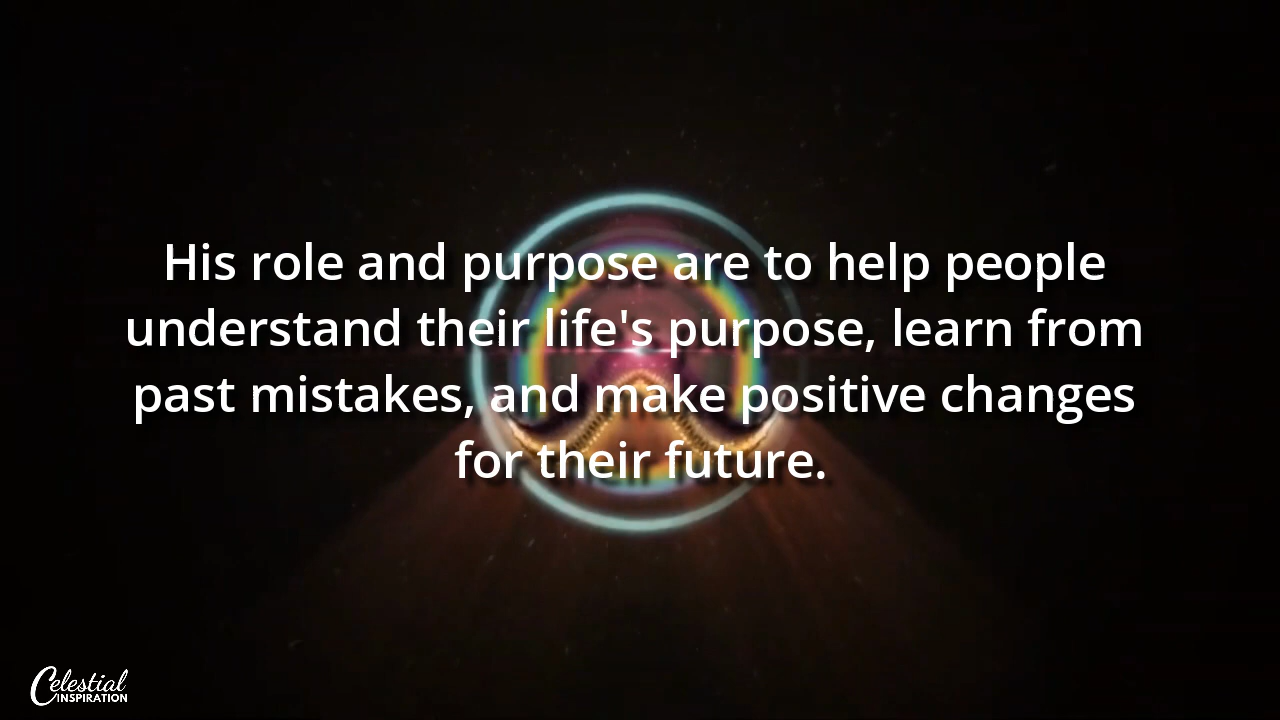 His role and purpose are to help people
understand their life's purpose, learn from
past mistakes, and make positive changes
for their future.
Celestial
INSPIRATION